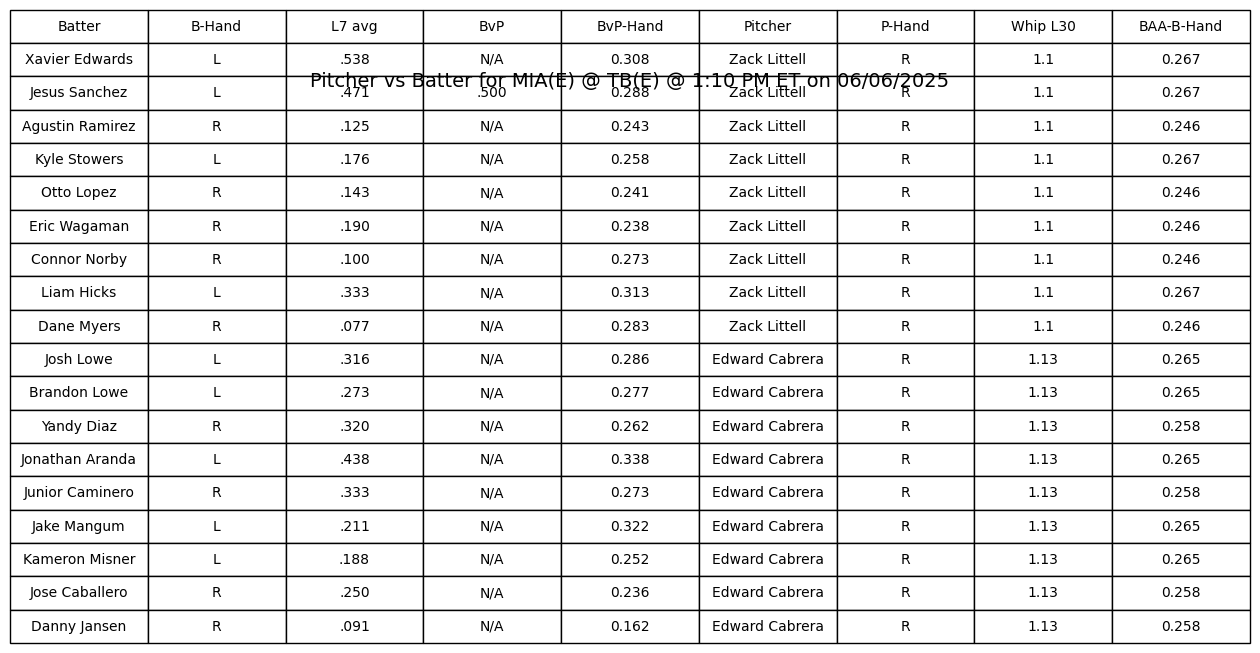 Batter B-Hand L7 avg BvP BvP-Hand Pitcher P-Hand Whip L30 BAA-B-Hand
Xavier Edwards L .538 N/A 0.308 Zack Littell R 1.1 0.267
Pitcher vs Batter for MIA(E) @ TB(E) @ 1:10 PM ET on 06/06/2025
Jesus Sanchez L .471 .500 0.288 Zack Littell R 1.1 0.267
Agustin Ramirez R .125 N/A 0.243 Zack Littell R 1.1 0.246
Kyle Stowers L .176 N/A 0.258 Zack Littell R 1.1 0.267
Otto Lopez R .143 N/A 0.241 Zack Littell R 1.1 0.246
Eric Wagaman R .190 N/A 0.238 Zack Littell R 1.1 0.246
Connor Norby R .100 N/A 0.273 Zack Littell R 1.1 0.246
Liam Hicks L .333 N/A 0.313 Zack Littell R 1.1 0.267
Dane Myers R .077 N/A 0.283 Zack Littell R 1.1 0.246
Josh Lowe L .316 N/A 0.286 Edward Cabrera R 1.13 0.265
Brandon Lowe L .273 N/A 0.277 Edward Cabrera R 1.13 0.265
Yandy Diaz R .320 N/A 0.262 Edward Cabrera R 1.13 0.258
Jonathan Aranda L .438 N/A 0.338 Edward Cabrera R 1.13 0.265
Junior Caminero R .333 N/A 0.273 Edward Cabrera R 1.13 0.258
Jake Mangum L .211 N/A 0.322 Edward Cabrera R 1.13 0.265
Kameron Misner L .188 N/A 0.252 Edward Cabrera R 1.13 0.265
Jose Caballero R .250 N/A 0.236 Edward Cabrera R 1.13 0.258
Danny Jansen R .091 N/A 0.162 Edward Cabrera R 1.13 0.258